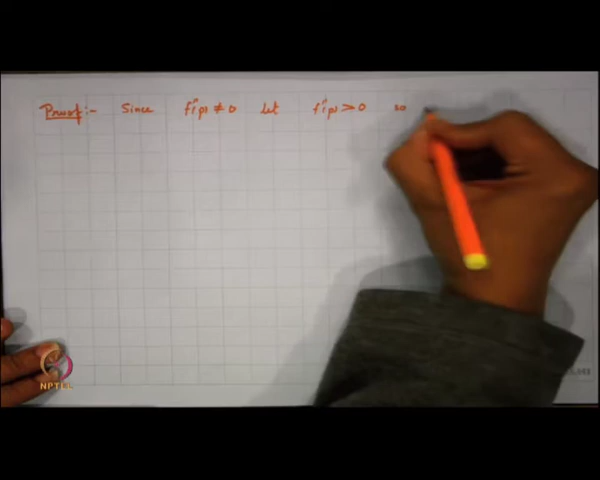 Proof:- Since f''(p) ≠ 0 let f''(p) > 0 so
NPTEL